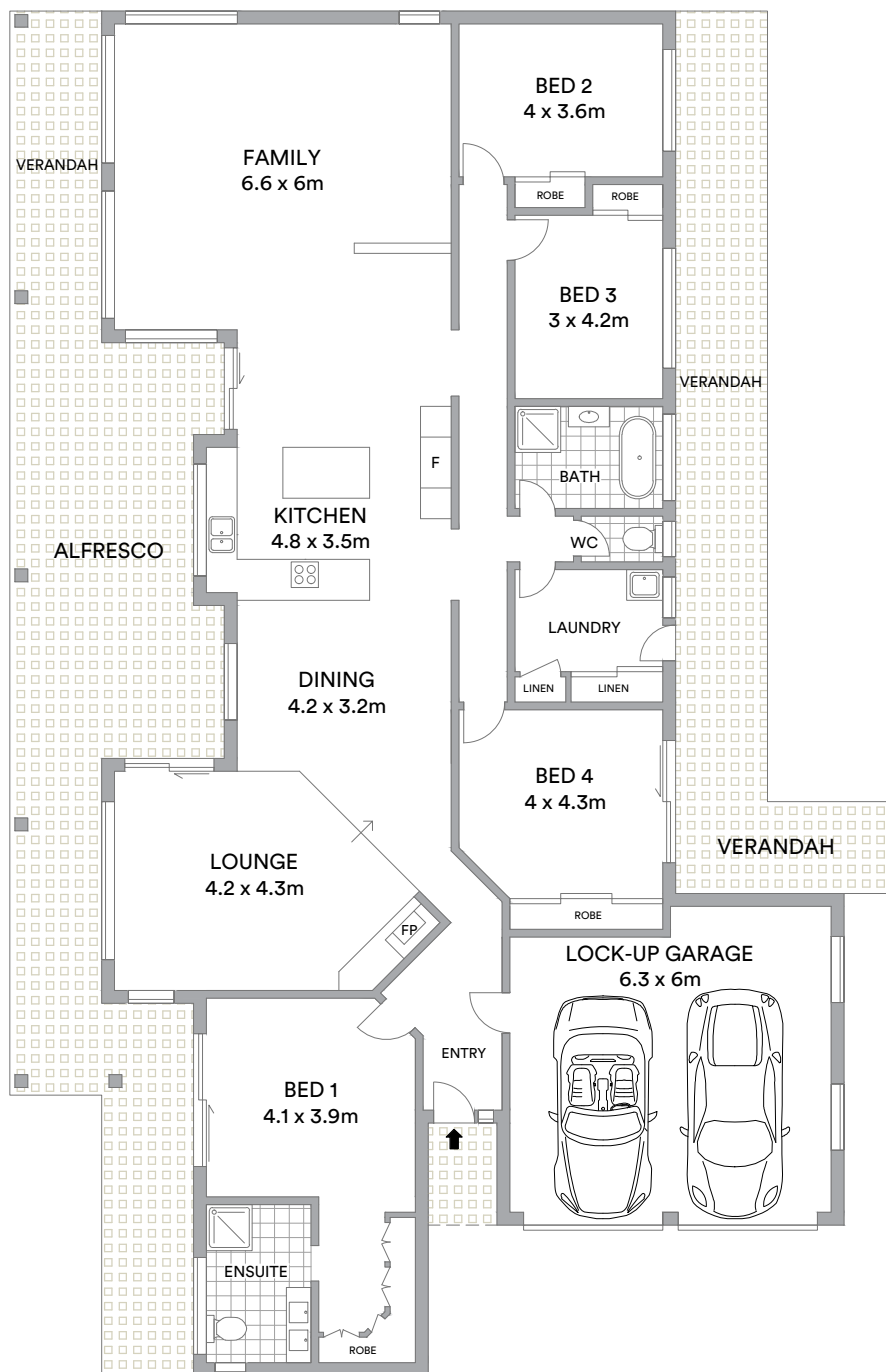 BED 2
4 x 3.6m
FAMILY
6.6 x 6m
VERANDAH
ROBE
ROBE
BED 3
3 x 4.2m
VERANDAH
F
BATH
KITCHEN
4.8 x 3.5m
WC
ALFRESCO
LAUNDRY
DINING
4.2 x 3.2m
LINEN
LINEN
BED 4
4 x 4.3m
VERANDAH
LOUNGE
4.2 x 4.3m
ROBE
FP
LOCK-UP GARAGE
6.3 x 6m
ENTRY
BED 1
4.1 x 3.9m
ENSUITE
ROBE